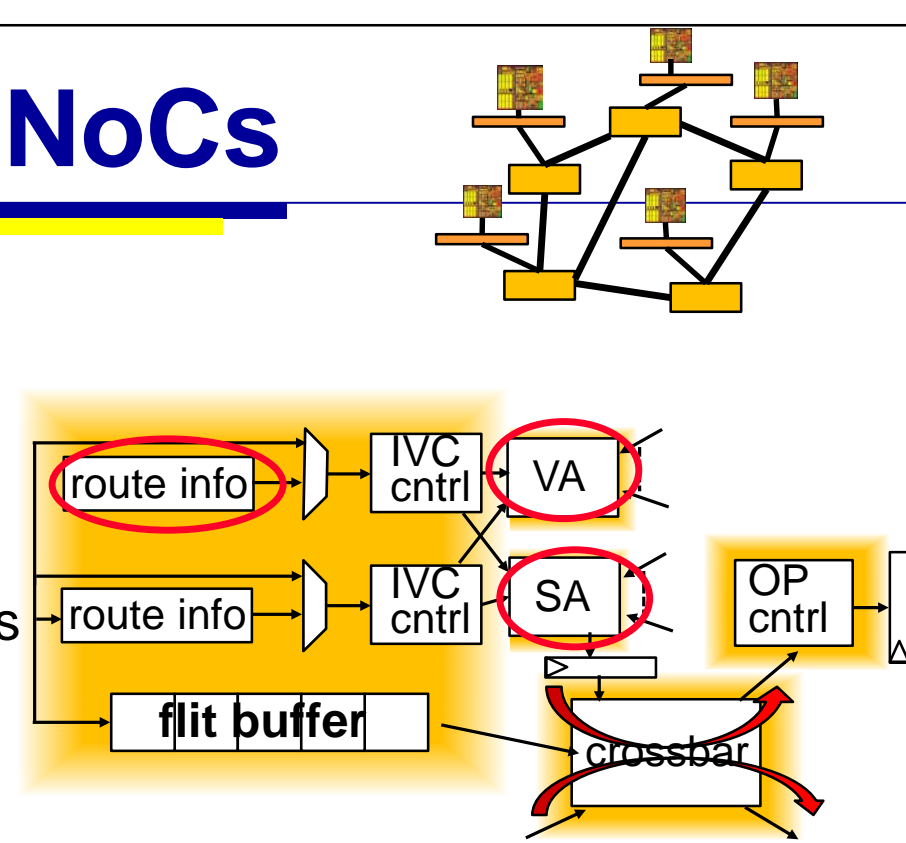 NoCs
route info
IVC
cntrl
VA
route info
IVC
cntrl
SA
OP
cntrl
s
flit buffer
crossbar